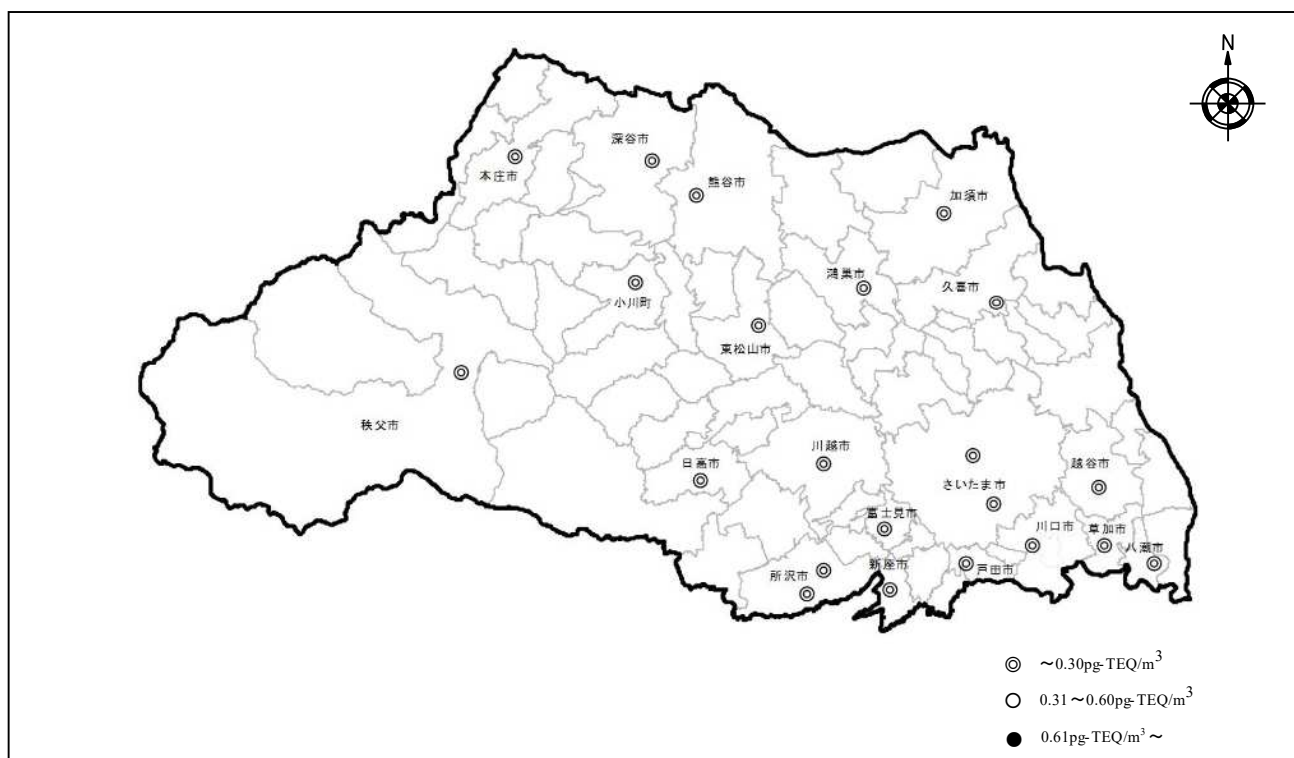 N
深谷市
本庄市
熊谷市
加須市
鴻巣市
久喜市
小川町
東松山市
秩父市
川越市
日高市
越谷市
さいたま市
富士見市
川口市
草加市
八潮市
新座市
戸田市
所沢市
～0.30pg-TEQ/m³
0.31～0.60pg-TEQ/m³
0.61pg-TEQ/m³～